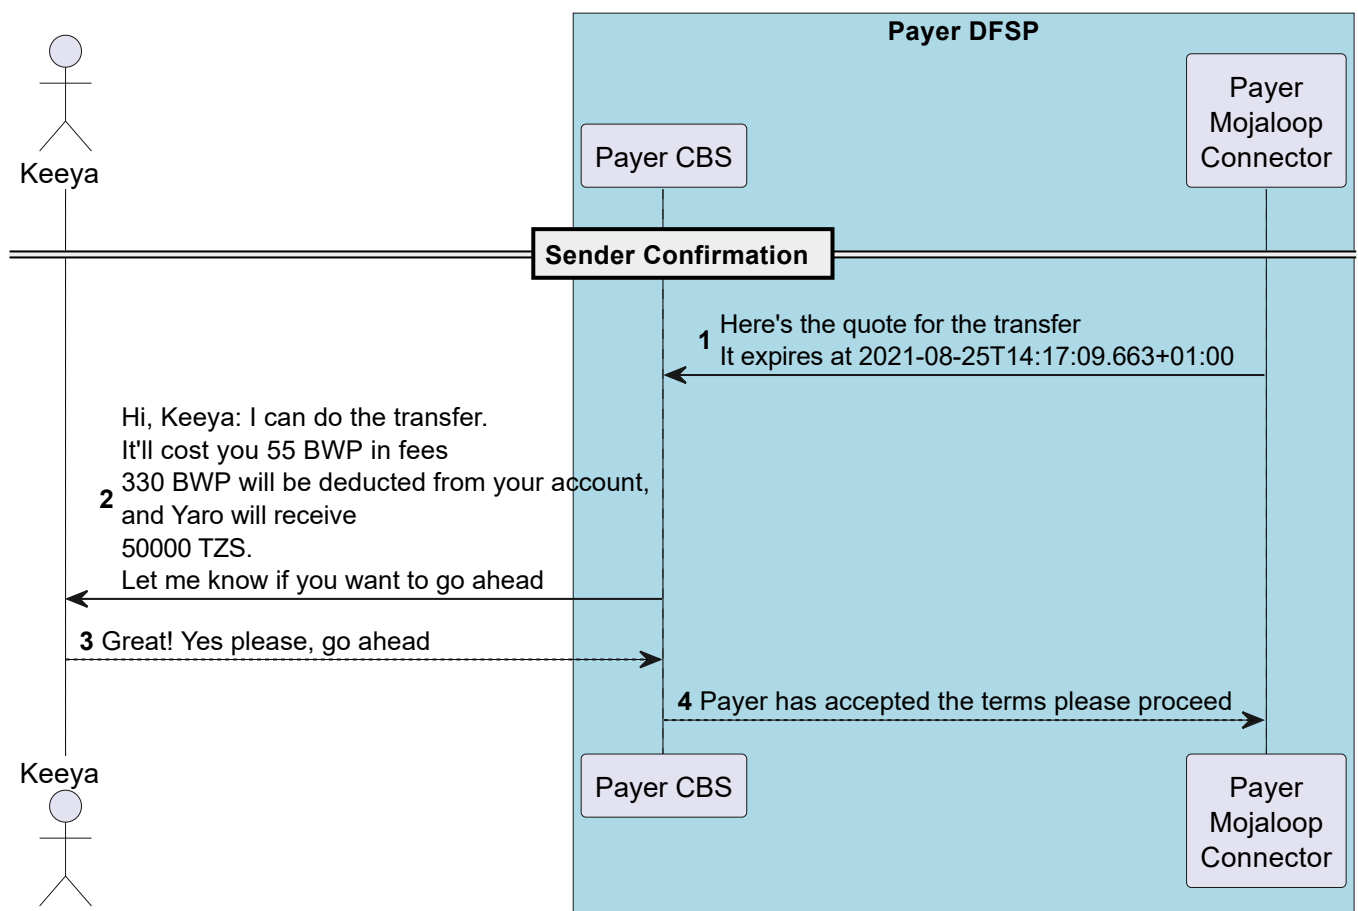 Payer DFSP
Keeya
Payer CBS
Payer
Mojaloop
Connector
Sender Confirmation
1 Here's the quote for the transfer
It expires at 2021-08-25T14:17:09.663+01:00
Hi, Keeya: I can do the transfer.
It'll cost you 55 BWP in fees
2 330 BWP will be deducted from your account,
and Yaro will receive
50000 TZS.
Let me know if you want to go ahead
3 Great! Yes please, go ahead
4 Payer has accepted the terms please proceed
Keeya
Payer CBS
Payer
Mojaloop
Connector